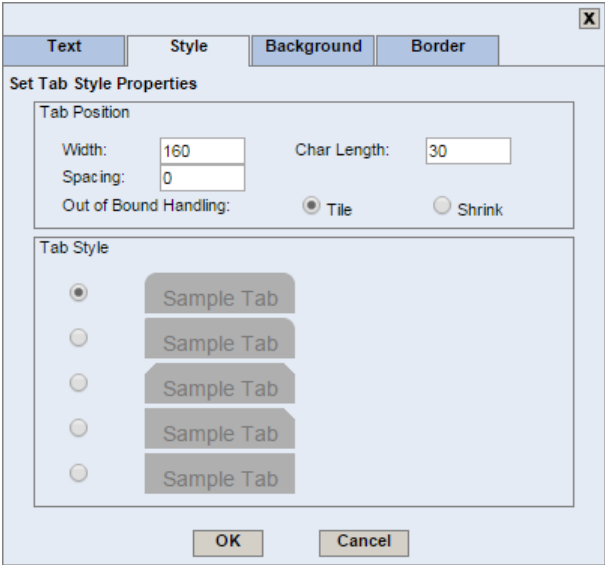 X
Text Style Background Border
Set Tab Style Properties
Tab Position
Width: 160 Char Length: 30
Spacing: 0
Out of Bound Handling: Tile Shrink
Tab Style
Sample Tab
Sample Tab
Sample Tab
Sample Tab
Sample Tab
OK Cancel